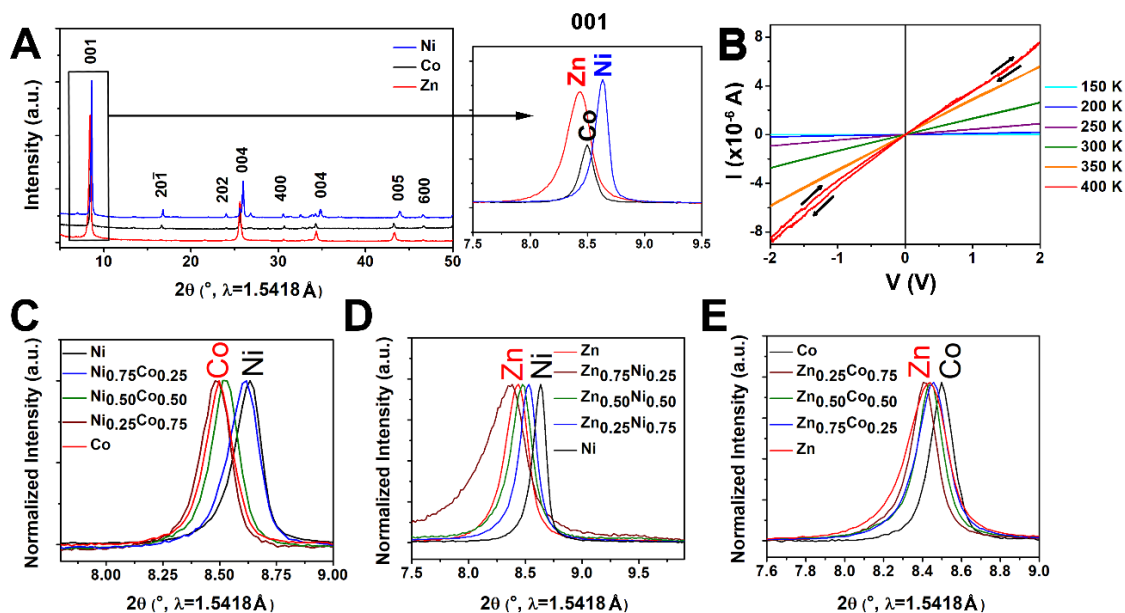 A
001
Ni
Co
Zn
201
202
004
400
004
005
600
Intensity (a.u.)
10
20
30
40
50
2θ (°, λ=1.5418 Å)
001
Zn
Co
Ni
7.5
8.0
8.5
9.0
9.5
B
8
4
0
-4
-8
I (x10⁻⁶ A)
-2
-1
0
1
2
V (V)
150 K
200 K
250 K
300 K
350 K
400 K
C
Co
Ni
Ni
Ni0.75Co0.25
Ni0.50Co0.50
Ni0.25Co0.75
Co
Normalized Intensity (a.u.)
8.00
8.25
8.50
8.75
9.00
2θ (°, λ=1.5418 Å)
D
Zn
Ni
Zn
Zn0.75Ni0.25
Zn0.50Ni0.50
Zn0.25Ni0.75
Ni
Normalized Intensity (a.u.)
7.5
8.0
8.5
9.0
9.5
2θ (°, λ=1.5418 Å)
E
Zn
Co
Co
Zn0.25Co0.75
Zn0.50Co0.50
Zn0.75Co0.25
Zn
Normalized Intensity (a.u.)
7.6
7.8
8.0
8.2
8.4
8.6
8.8
9.0
2θ (°, λ=1.5418 Å)